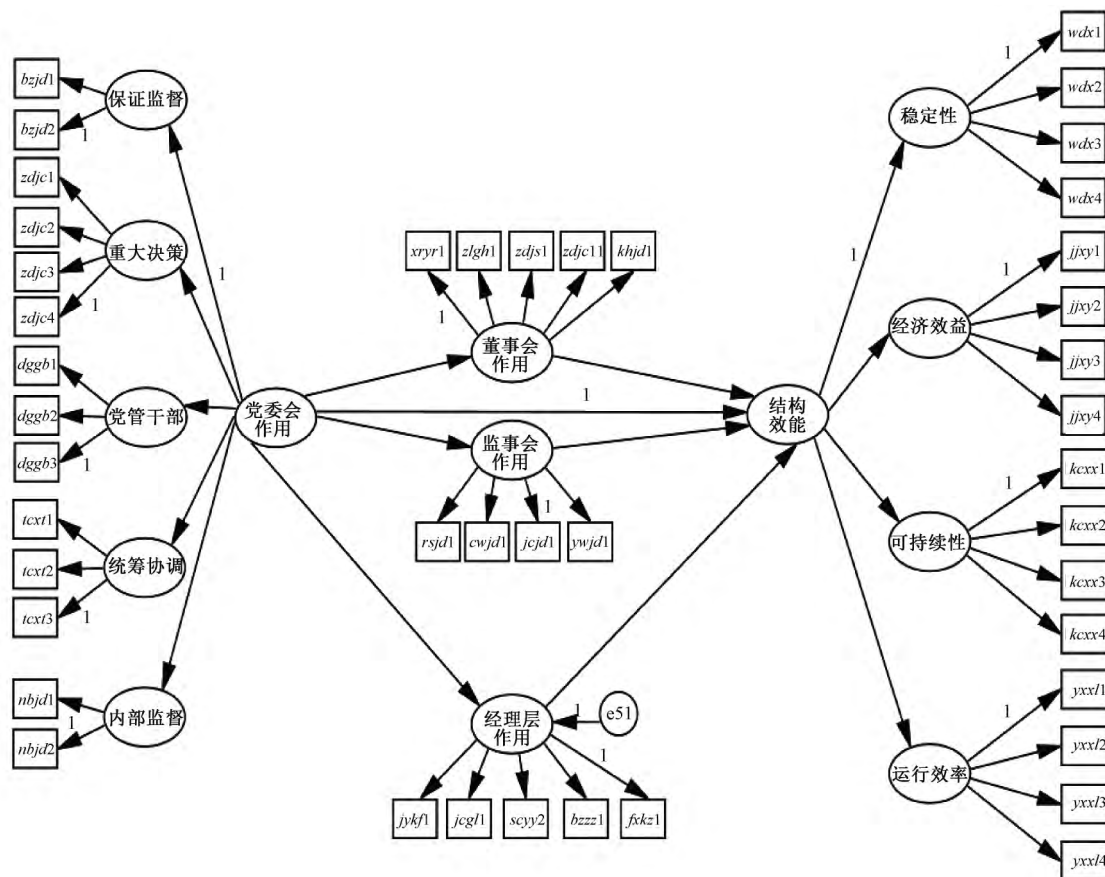 bzjd1
bzjd2
1
保证监督
zdjc1
zdjc2
zdjc3
zdjc4
1
重大决策
dggb1
dggb2
dggb3
1
党管干部
tcxt1
tcxt2
tcxt3
1
统筹协调
nbjd1
nbjd2
1
内部监督
1
党委会
作用
xryr1
zlgh1
zdjs1
zdjc11
khjd1
1
董事会
作用
1
监事会
作用
rsjd1
cwjd1
jcjd1
ywjd1
1
经理层
作用
1
e51
1
jykf1
jcgl1
scyy2
bzzz1
fxkz1
结构
效能
1
稳定性
1
wdx1
wdx2
wdx3
wdx4
经济效益
1
jjxy1
jjxy2
jjxy3
jjxy4
可持续性
1
kcxx1
kcxx2
kcxx3
kcxx4
运行效率
1
yxxl1
yxxl2
yxxl3
yxxl4